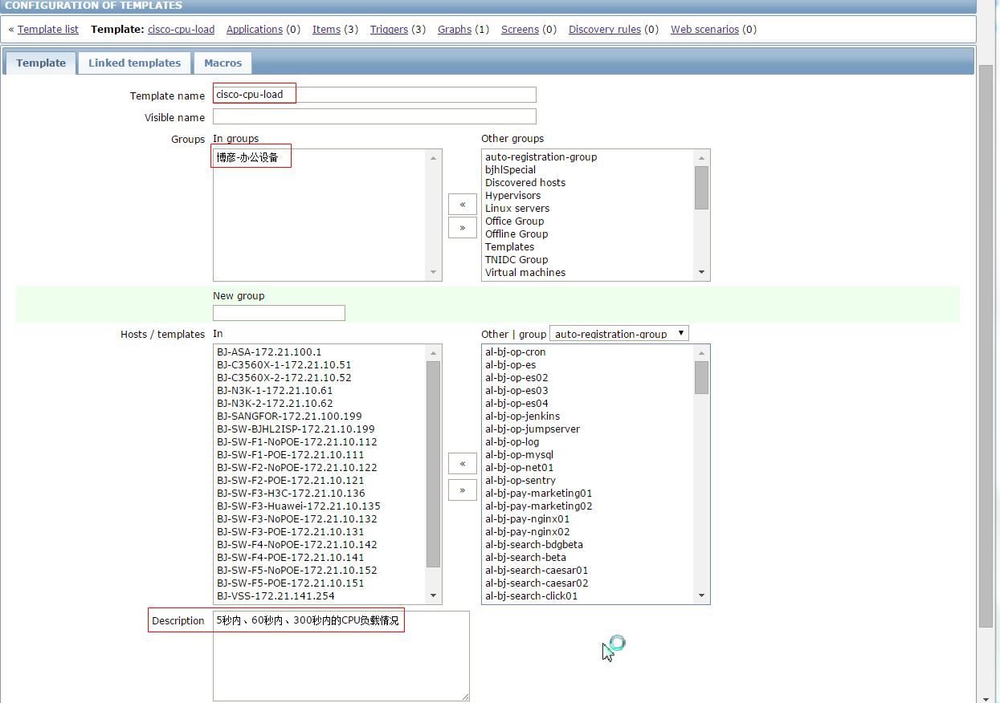 CONFIGURATION OF TEMPLATES
« Template list Template: cisco-cpu-load Applications (0) Items (3) Triggers (3) Graphs (1) Screens (0) Discovery rules (0) Web scenarios (0)
Template Linked templates Macros
Template name cisco-cpu-load
Visible name
Groups In groups Other groups
博彦-办公设备
auto-registration-group
bjhlSpecial
Discovered hosts
Hypervisors
Linux servers
Office Group
Offline Group
Templates
TNIDC Group
Virtual machines
«
»
New group
Hosts / templates In Other | group auto-registration-group
BJ-ASA-172.21.100.1
BJ-C3560X-1-172.21.10.51
BJ-C3560X-2-172.21.10.52
BJ-N3K-1-172.21.10.61
BJ-N3K-2-172.21.10.62
BJ-SANGFOR-172.21.100.199
BJ-SW-BJHL2ISP-172.21.10.199
BJ-SW-F1-NoPOE-172.21.10.112
BJ-SW-F1-POE-172.21.10.111
BJ-SW-F2-NoPOE-172.21.10.122
BJ-SW-F2-POE-172.21.10.121
BJ-SW-F3-H3C-172.21.10.136
BJ-SW-F3-Huawei-172.21.10.135
BJ-SW-F3-NoPOE-172.21.10.132
BJ-SW-F3-POE-172.21.10.131
BJ-SW-F4-NoPOE-172.21.10.142
BJ-SW-F4-POE-172.21.10.141
BJ-SW-F5-NoPOE-172.21.10.152
BJ-SW-F5-POE-172.21.10.151
BJ-VSS-172.21.141.254
«
»
al-bj-op-cron
al-bj-op-es
al-bj-op-es02
al-bj-op-es03
al-bj-op-es04
al-bj-op-jenkins
al-bj-op-jumpserver
al-bj-op-log
al-bj-op-mysql
al-bj-op-net01
al-bj-op-sentry
al-bj-pay-marketing01
al-bj-pay-marketing02
al-bj-pay-nginx01
al-bj-pay-nginx02
al-bj-search-bdgbeta
al-bj-search-beta
al-bj-search-caesar01
al-bj-search-caesar02
al-bj-search-click01
Description 5秒内、60秒内、300秒内的CPU负载情况